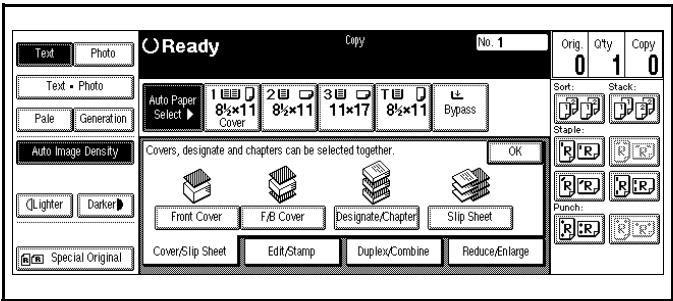 Text Photo
Text • Photo
Pale Generation
Auto Image Density
Lighter Darker
Special Original
Ready
Copy
No. 1
Orig. Q'ty Copy
0 1 0
Auto Paper
Select ▶
1 8½×11
Cover
2 8½×11
3 11×17
T 8½×11
Bypass
Covers, designate and chapters can be selected together.
OK
Front Cover F/B Cover Designate/Chapter Slip Sheet
Cover/Slip Sheet Edit/Stamp Duplex/Combine Reduce/Enlarge
Sort: Stack:
Staple:
Punch: